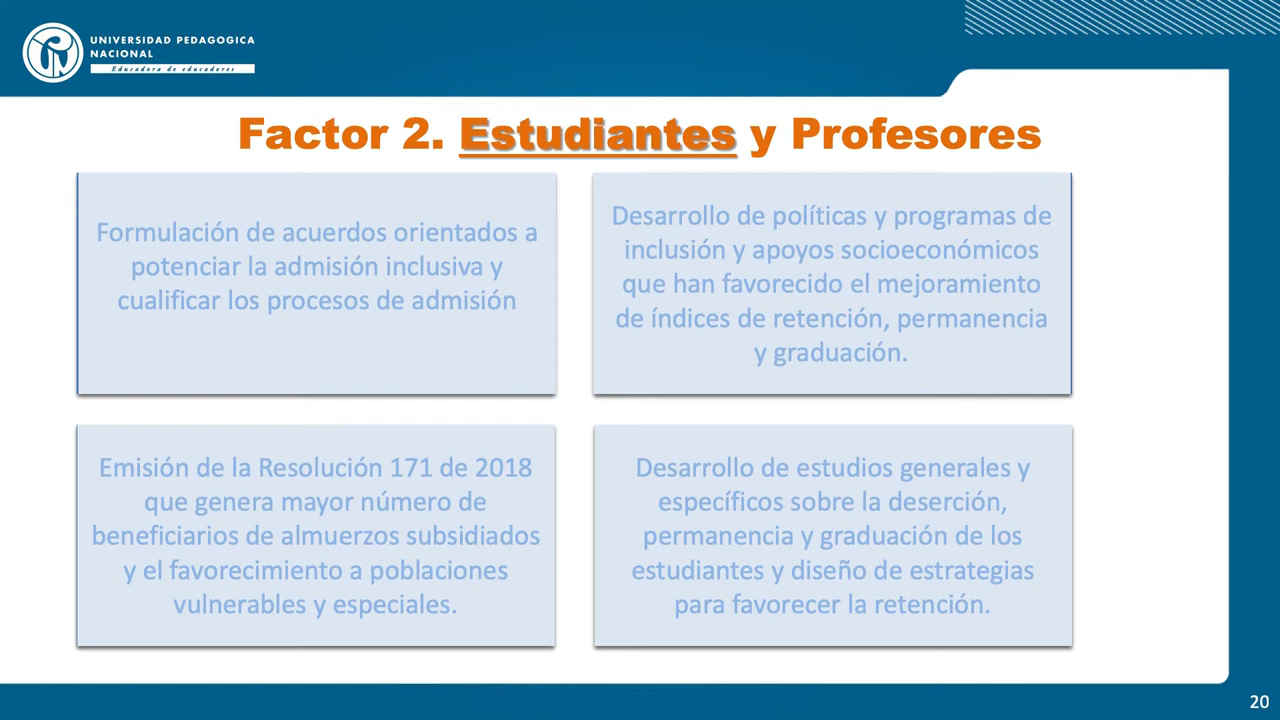 UNIVERSIDAD PEDAGOGICA
NACIONAL
Educadora de educadores
Factor 2. Estudiantes y Profesores
Formulación de acuerdos orientados a
potenciar la admisión inclusiva y
cualificar los procesos de admisión
Desarrollo de políticas y programas de
inclusión y apoyos socioeconómicos
que han favorecido el mejoramiento
de índices de retención, permanencia
y graduación.
Emisión de la Resolución 171 de 2018
que genera mayor número de
beneficiarios de almuerzos subsidiados
y el favorecimiento a poblaciones
vulnerables y especiales.
Desarrollo de estudios generales y
específicos sobre la deserción,
permanencia y graduación de los
estudiantes y diseño de estrategias
para favorecer la retención.
20